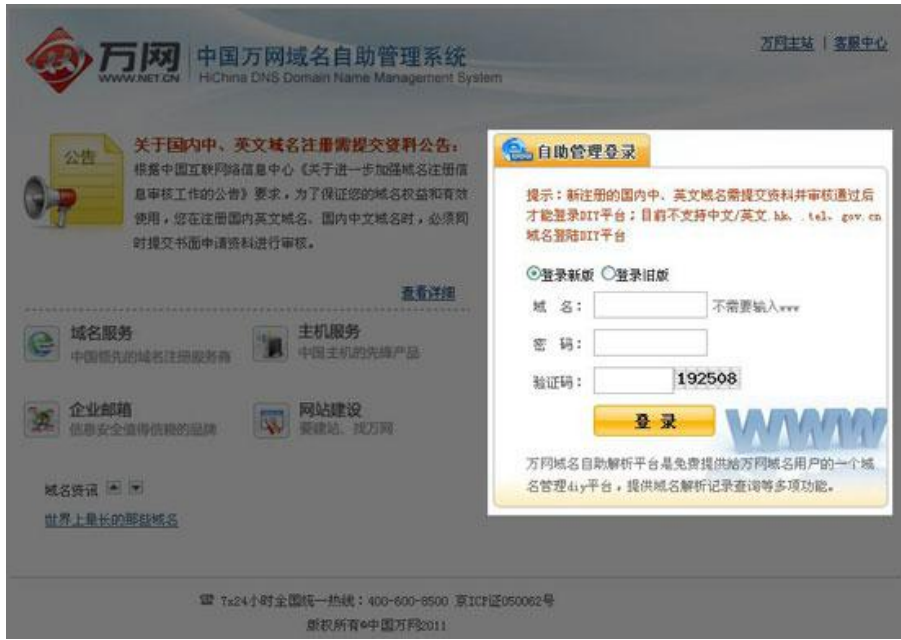 万网
WWW.NET.CN
中国万网域名自助管理系统
HiChina DNS Domain Name Management System
万网主站 | 客服中心
公告
关于国内中、英文域名注册需提交资料公告:
根据中国互联网络信息中心《关于进一步加强域名注册信
息审核工作的公告》要求,为了保证您的域名权益和有效
使用,您在注册国内英文域名、国内中文域名时,必须同
时提交书面申请资料进行审核。
查看详细
域名服务
中国领先的域名注册服务商
主机服务
中国主机的先锋产品
企业邮箱
信息安全值得信赖的品牌
网站建设
要建站、找万网
域名资讯
世界上最长的那些域名
自助管理登录
提示:新注册的国内中、英文域名需提交资料并审核通过后
才能登录DIY平台;目前不支持中文/英文.hk、.tel、gov.cn
域名登陆DIY平台
登录新版 登录旧版
域 名: 不需要输入www
密 码:
验证码: 192508
登 录
WWW
万网域名自助解析平台是免费提供给万网域名用户的一个域
名管理diy平台,提供域名解析记录查询等多项功能。
7x24小时全国统一热线:400-600-8500 京ICP证050062号
版权所有©中国万网2011